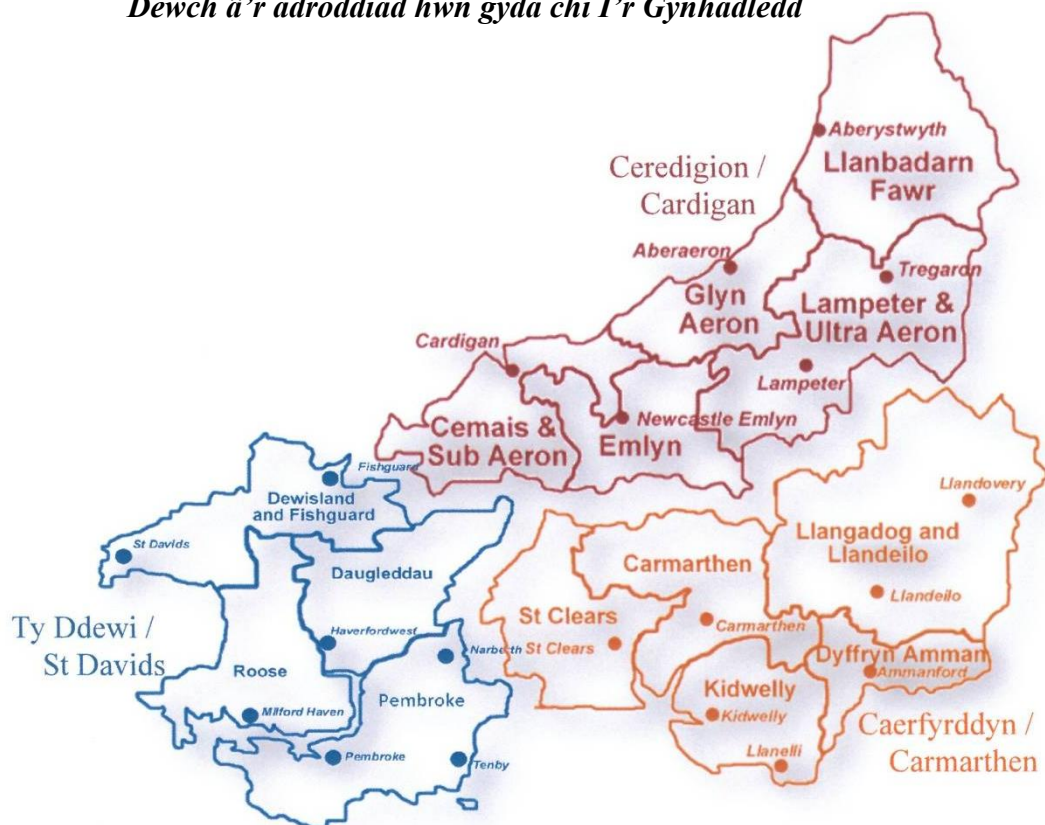 Dewch â'r adroddiad hwn gyda chi I'r Gynhadledd
Aberystwyth
Llanbadarn
Fawr
Ceredigion /
Cardigan
Aberaeron
Tregaron
Glyn
Aeron
Lampeter &
Ultra Aeron
Cardigan
Lampeter
Newcastle Emlyn
Cemais &
Sub Aeron
Emlyn
Fishguard
Dewisland
and Fishguard
Llandovery
St Davids
Llangadog and
Llandeilo
Daugleddau
Carmarthen
Llandeilo
Ty Ddewi /
St Davids
St Clears
Carmarthen
Haverfordwest
Narberth
St Clears
Roose
Dyffryn Amman
Ammanford
Pembroke
Kidwelly
Milford Haven
Kidwelly
Caerfyrddyn /
Carmarthen
Llanelli
Pembroke
Tenby